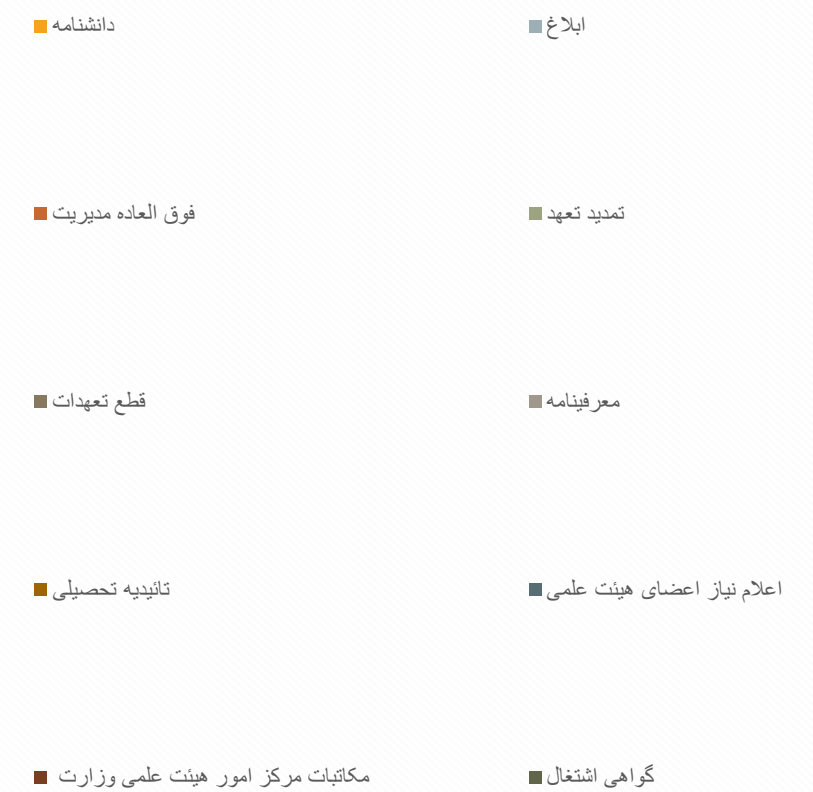 دانشنامه
ابلاغ
فوق العاده مدیریت
تمدید تعهد
قطع تعهدات
معرفینامه
تائیدیه تحصیلی
اعلام نیاز اعضای هیئت علمی
مکاتبات مرکز امور هیئت علمی وزارت
گواهی اشتغال